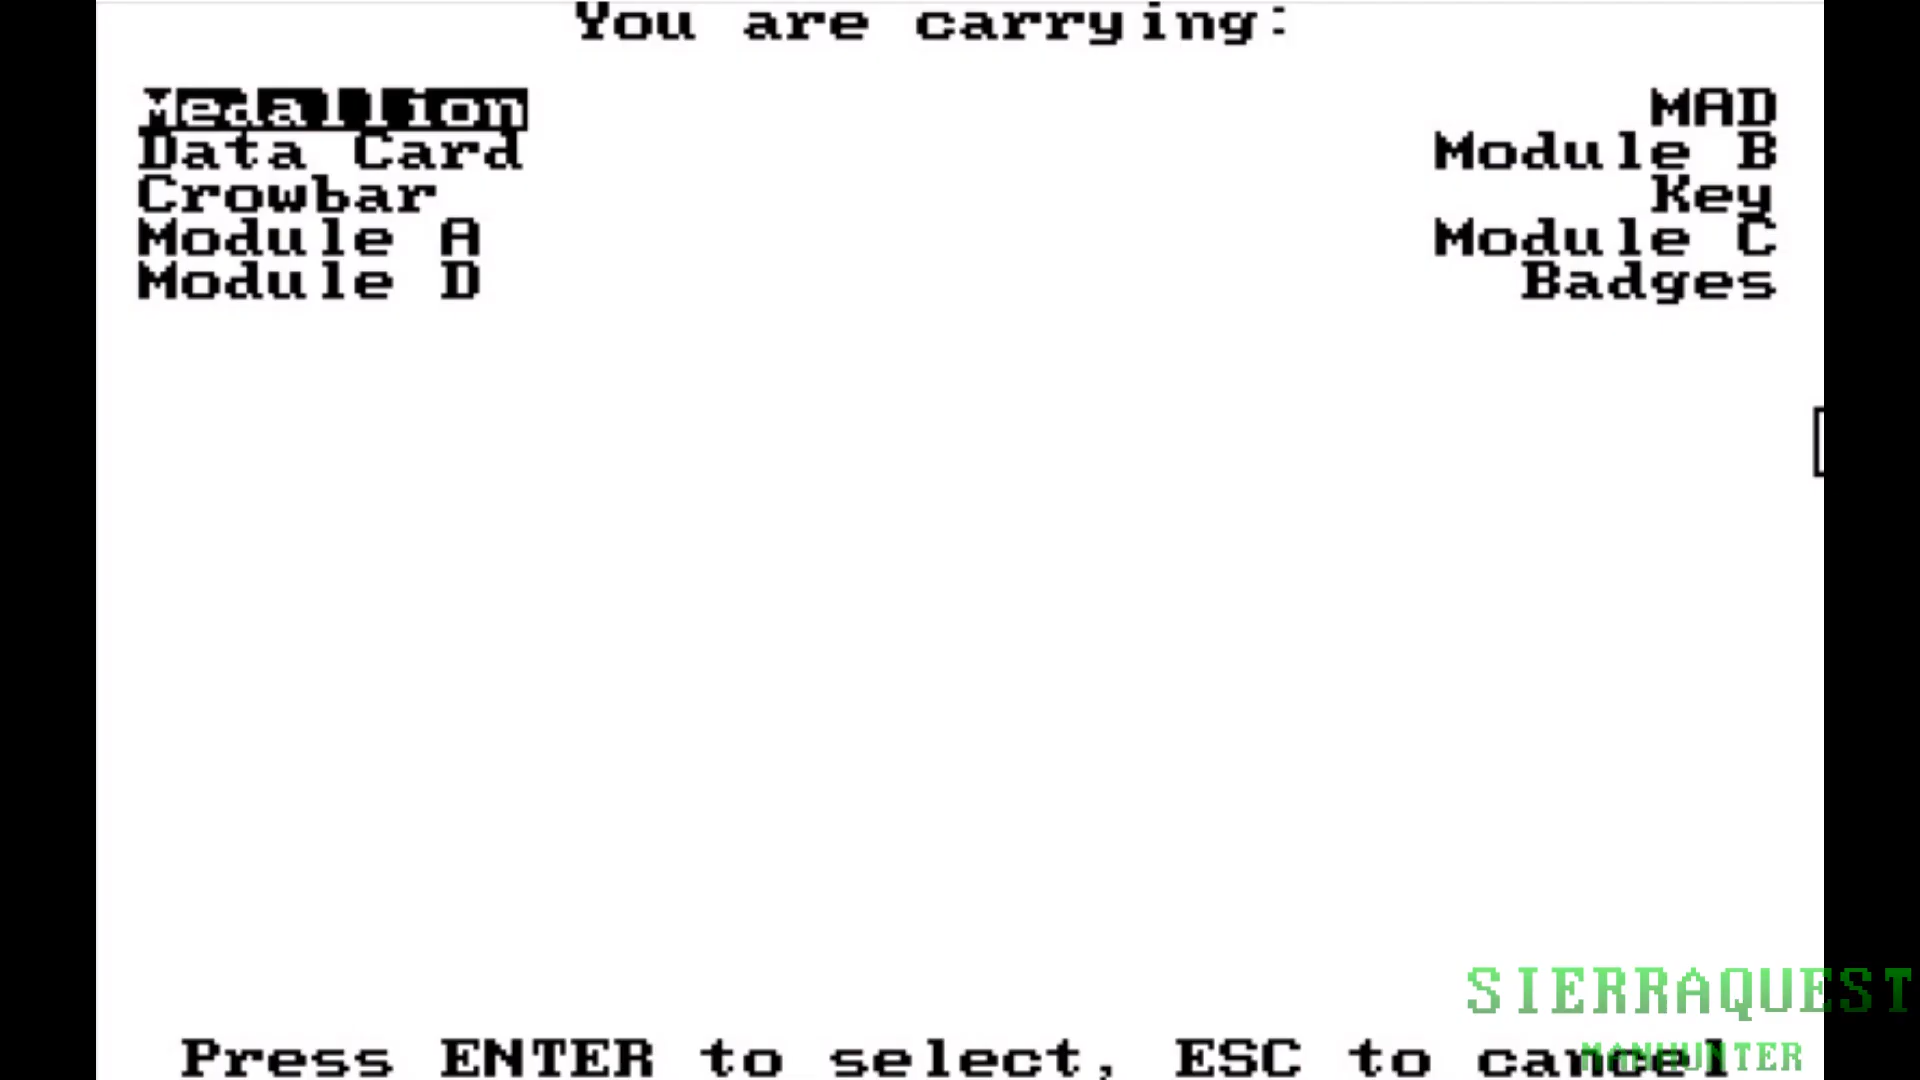 You are carrying:
Medallion MAD
Data Card Module B
Crowbar Key
Module A Module C
Module D Badges
SIERRAQUEST
Press ENTER to select, ESC to cancel
MANHUNTER